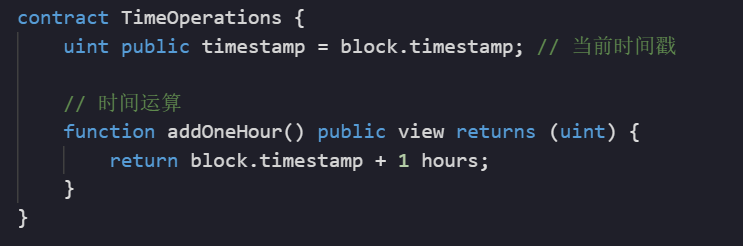 contract TimeOperations {
uint public timestamp = block.timestamp; // 当前时间戳
// 时间运算
function addOneHour() public view returns (uint) {
return block.timestamp + 1 hours;
}
}